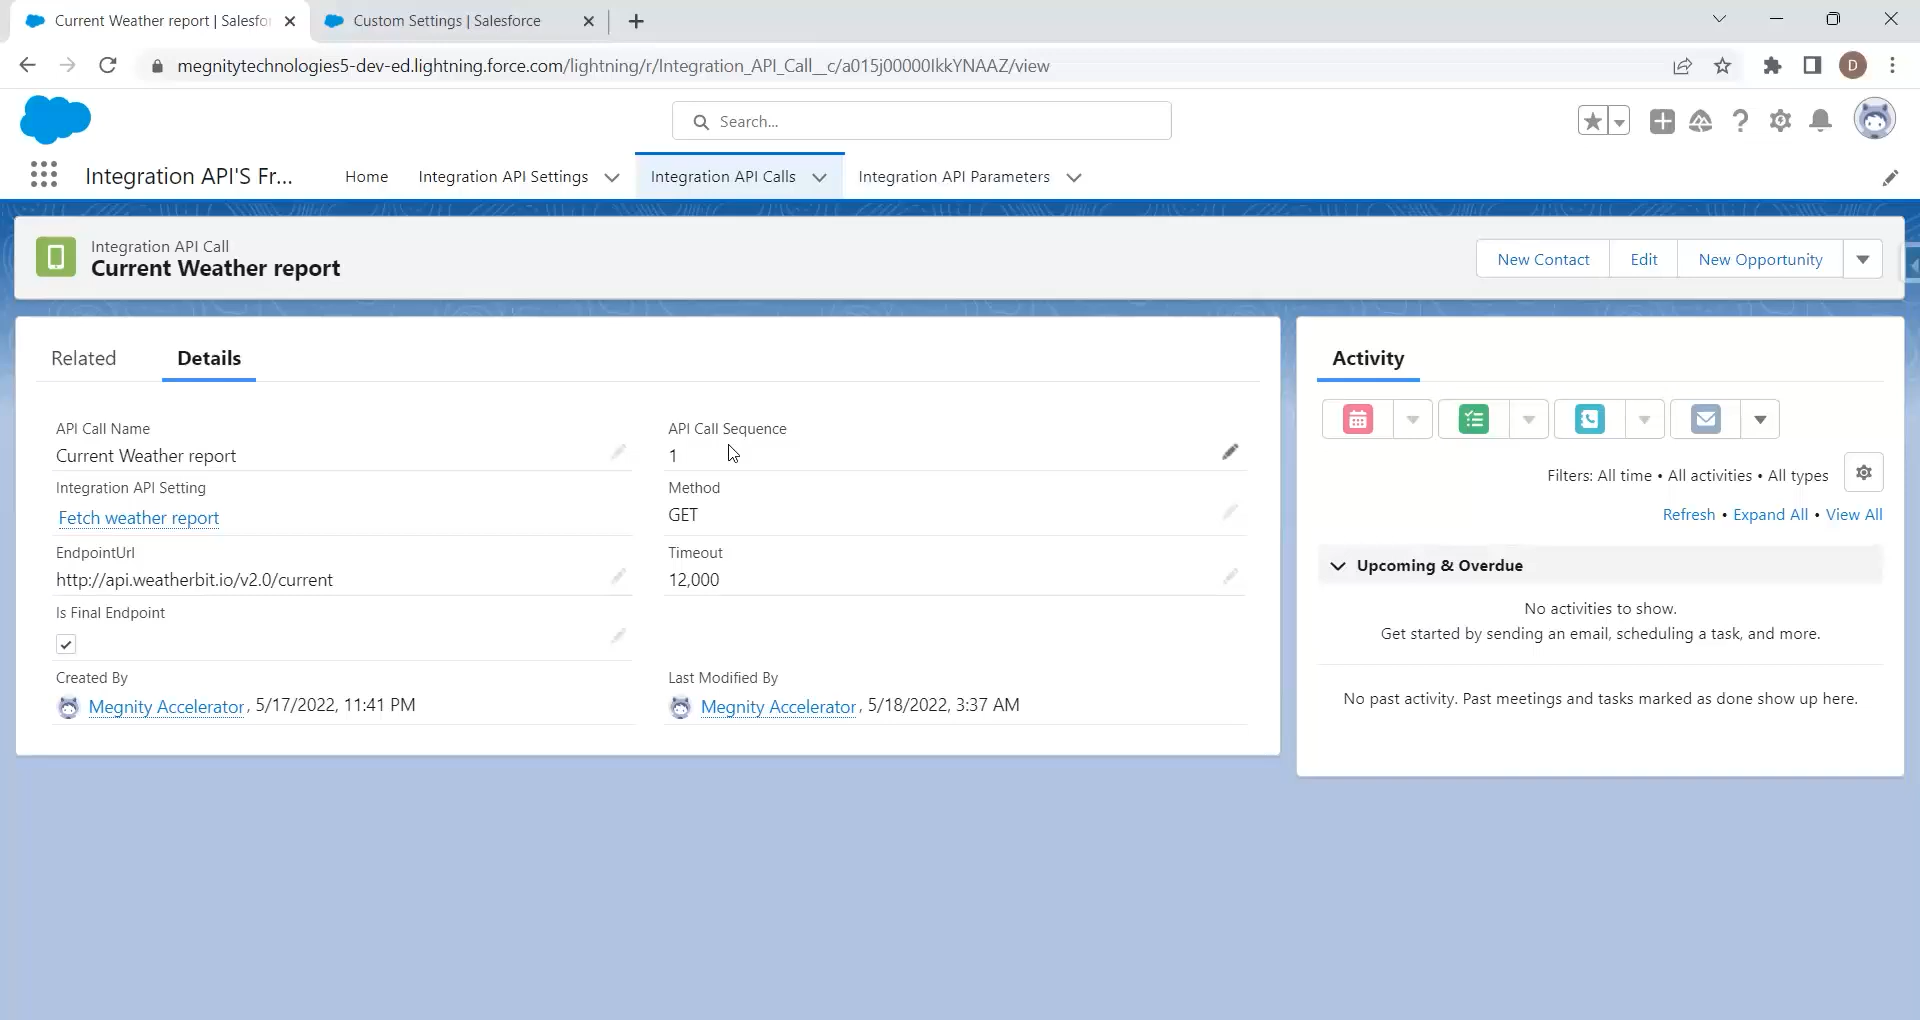 Current Weather report | Salesfo
Custom Settings | Salesforce
megnitytechnologies5-dev-ed.lightning.force.com/lightning/r/Integration_API_Call__c/a015j00000IkkYNAAZ/view
D
Search...
Integration API'S Fr...
Home
Integration API Settings
Integration API Calls
Integration API Parameters
Integration API Call
Current Weather report
New Contact
Edit
New Opportunity
Related
Details
API Call Name
Current Weather report
API Call Sequence
1
Integration API Setting
Fetch weather report
Method
GET
EndpointUrl
http://api.weatherbit.io/v2.0/current
Timeout
12,000
Is Final Endpoint
Created By
Megnity Accelerator, 5/17/2022, 11:41 PM
Last Modified By
Megnity Accelerator, 5/18/2022, 3:37 AM
Activity
Filters: All time • All activities • All types
Refresh • Expand All • View All
Upcoming & Overdue
No activities to show.
Get started by sending an email, scheduling a task, and more.
No past activity. Past meetings and tasks marked as done show up here.